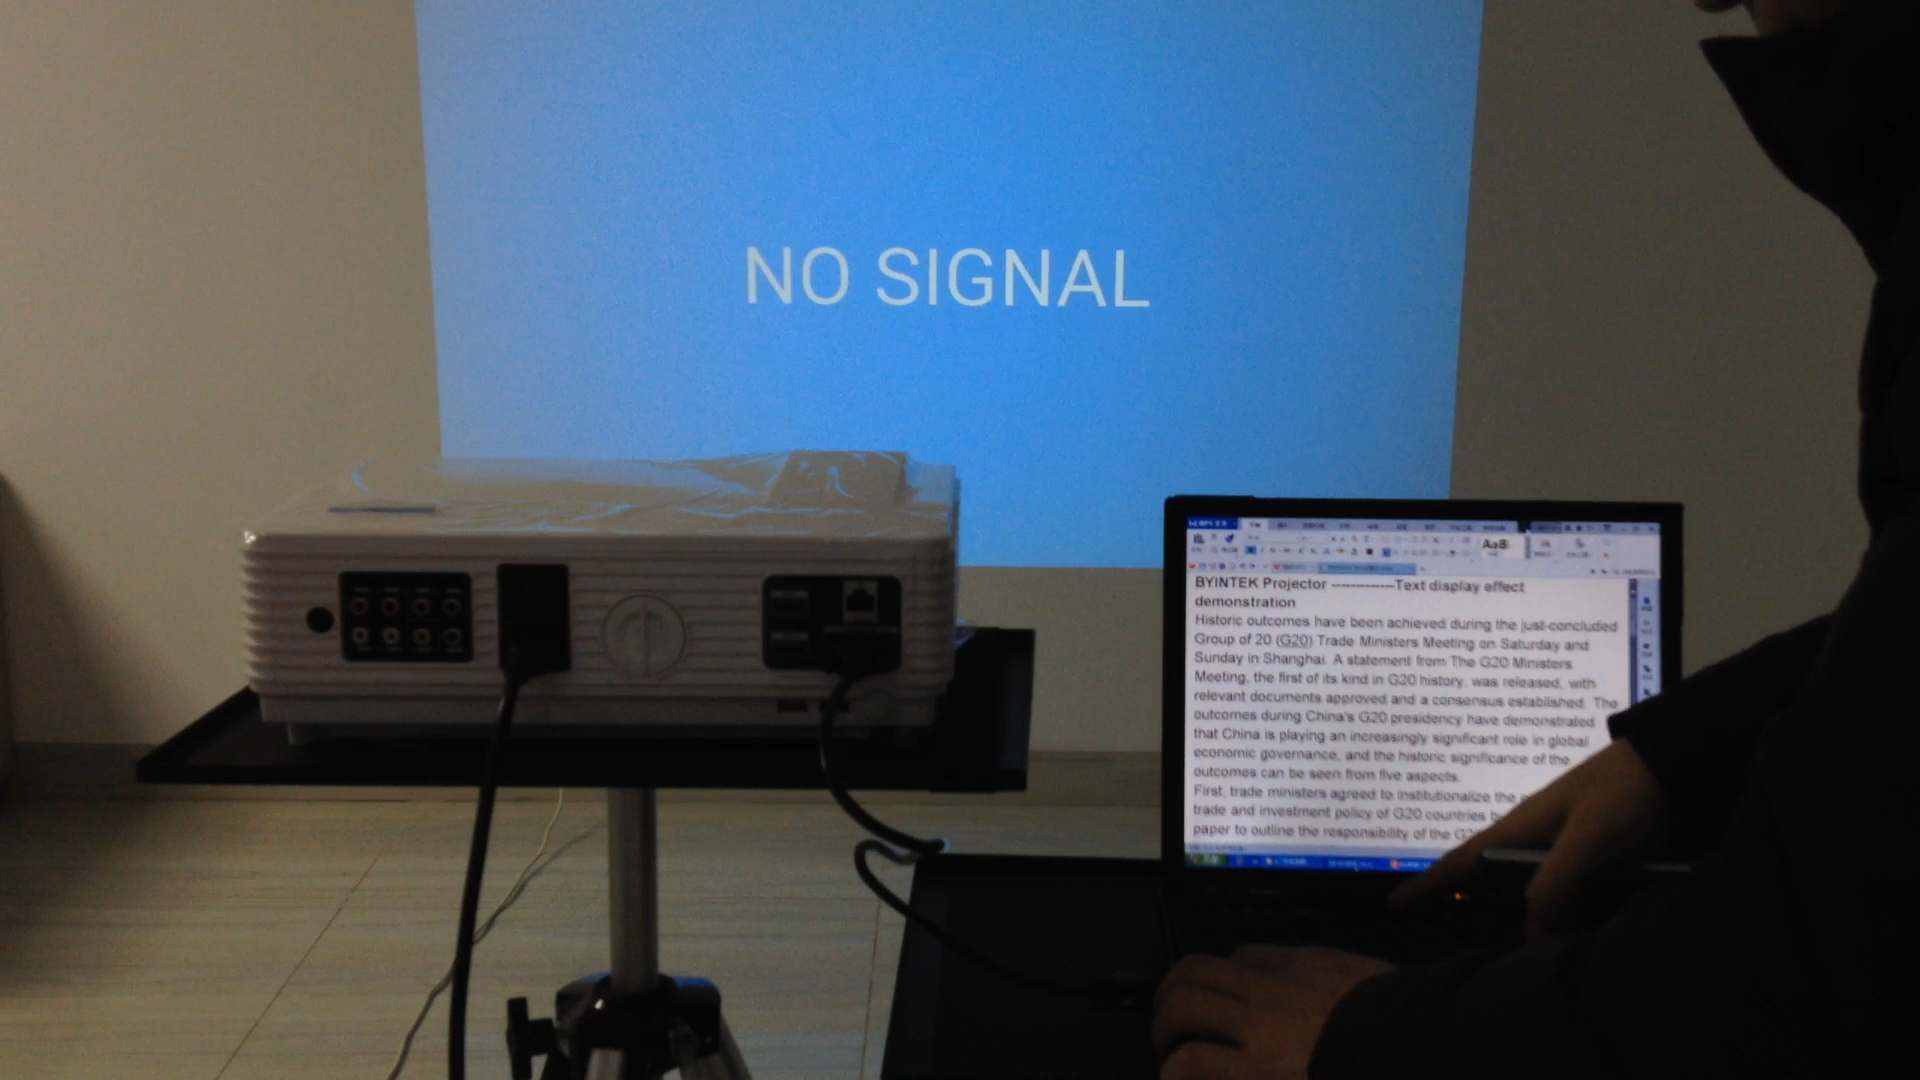 NO SIGNAL
AaB
BYINTEK Projector ------------Text display effect
demonstration
Historic outcomes have been achieved during the just-concluded
Group of 20 (G20) Trade Ministers Meeting on Saturday and
Sunday in Shanghai. A statement from The G20 Ministers
Meeting, the first of its kind in G20 history, was released, with
relevant documents approved and a consensus established. The
outcomes during China's G20 presidency have demonstrated
that China is playing an increasingly significant role in global
economic governance, and the historic significance of the
outcomes can be seen from five aspects.
First, trade ministers agreed to institutionalize the
trade and investment policy of G20 countries
paper to outline the responsibility of the